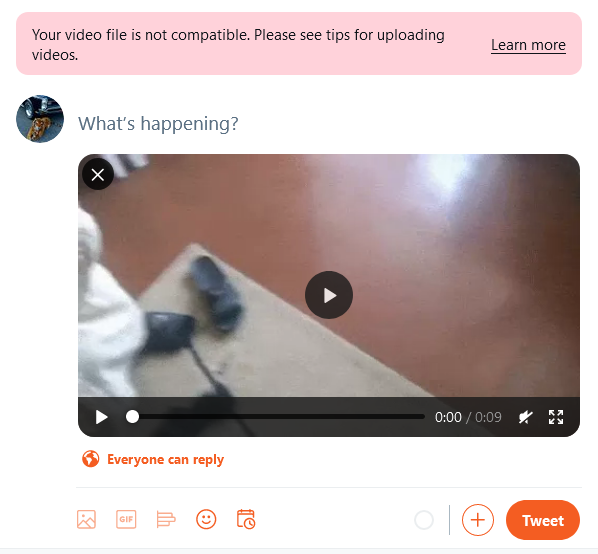 Your video file is not compatible. Please see tips for uploading
videos.
Learn more
What's happening?
0:00 / 0:09
Everyone can reply
GIF
Tweet